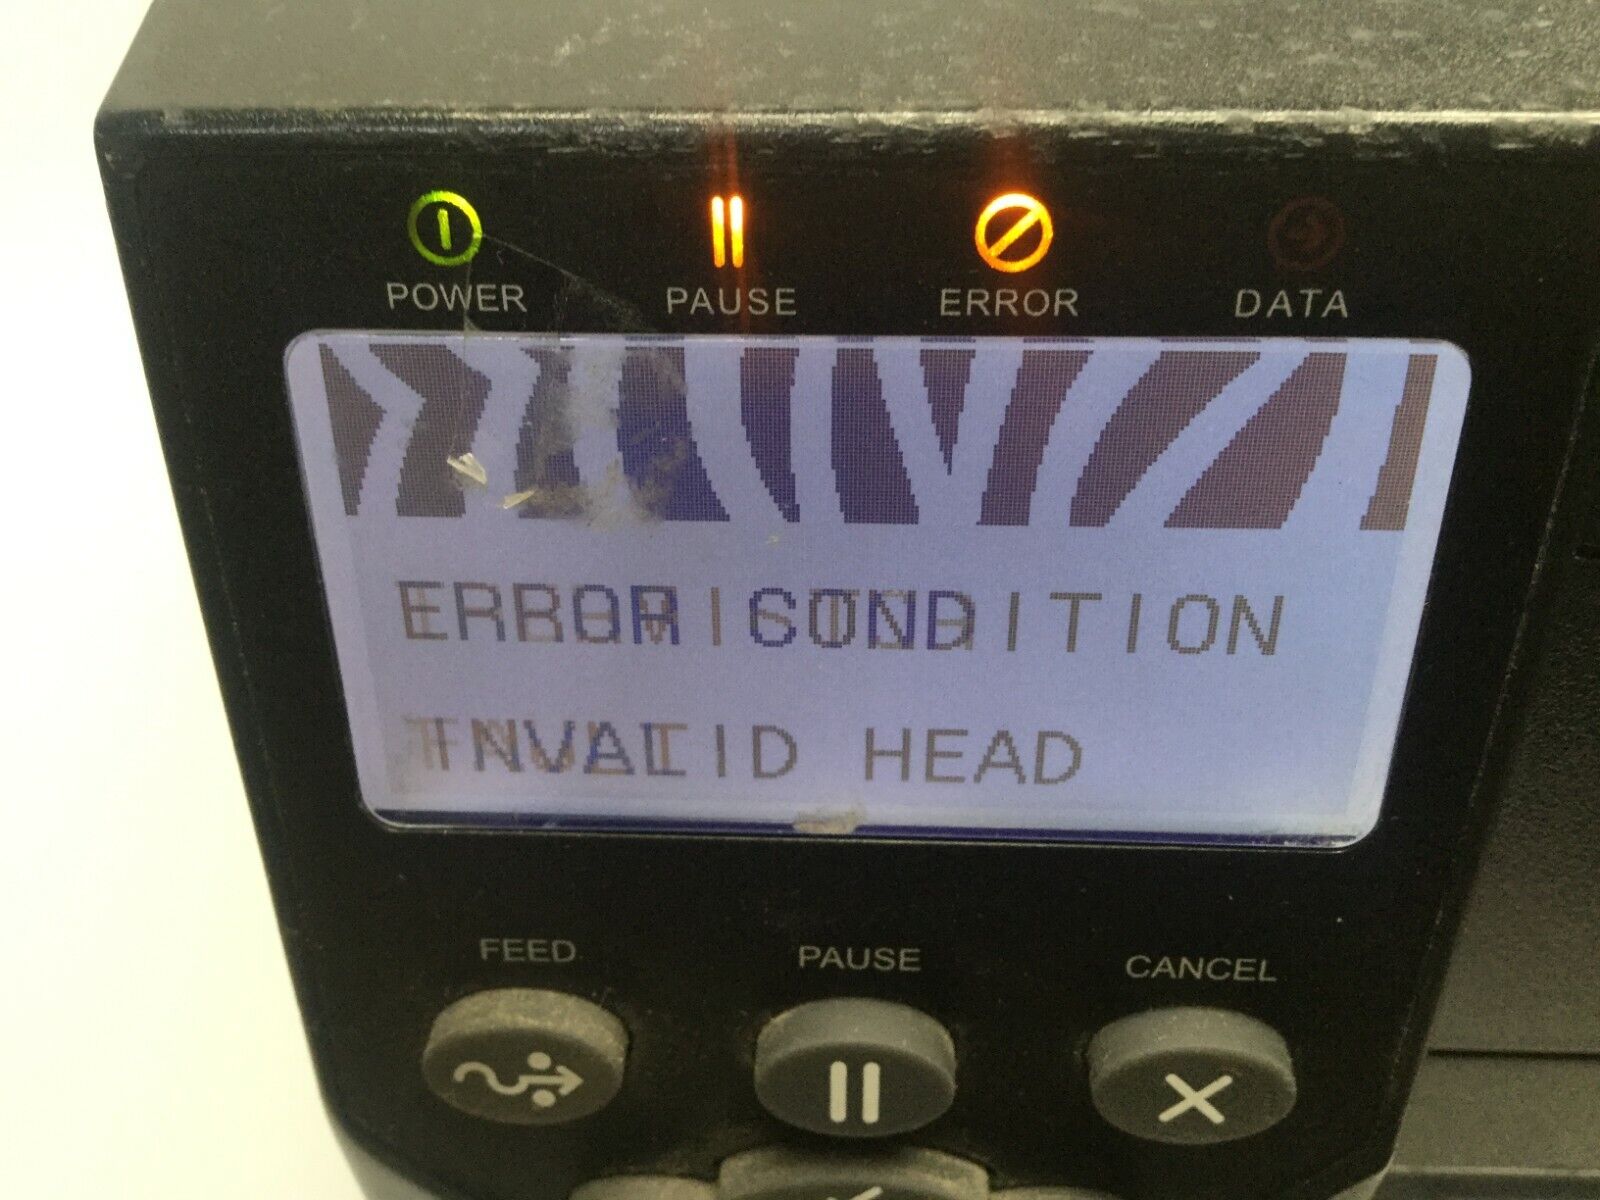 POWER PAUSE ERROR DATA
ERROR CONDITION
INVALID HEAD
FEED PAUSE CANCEL